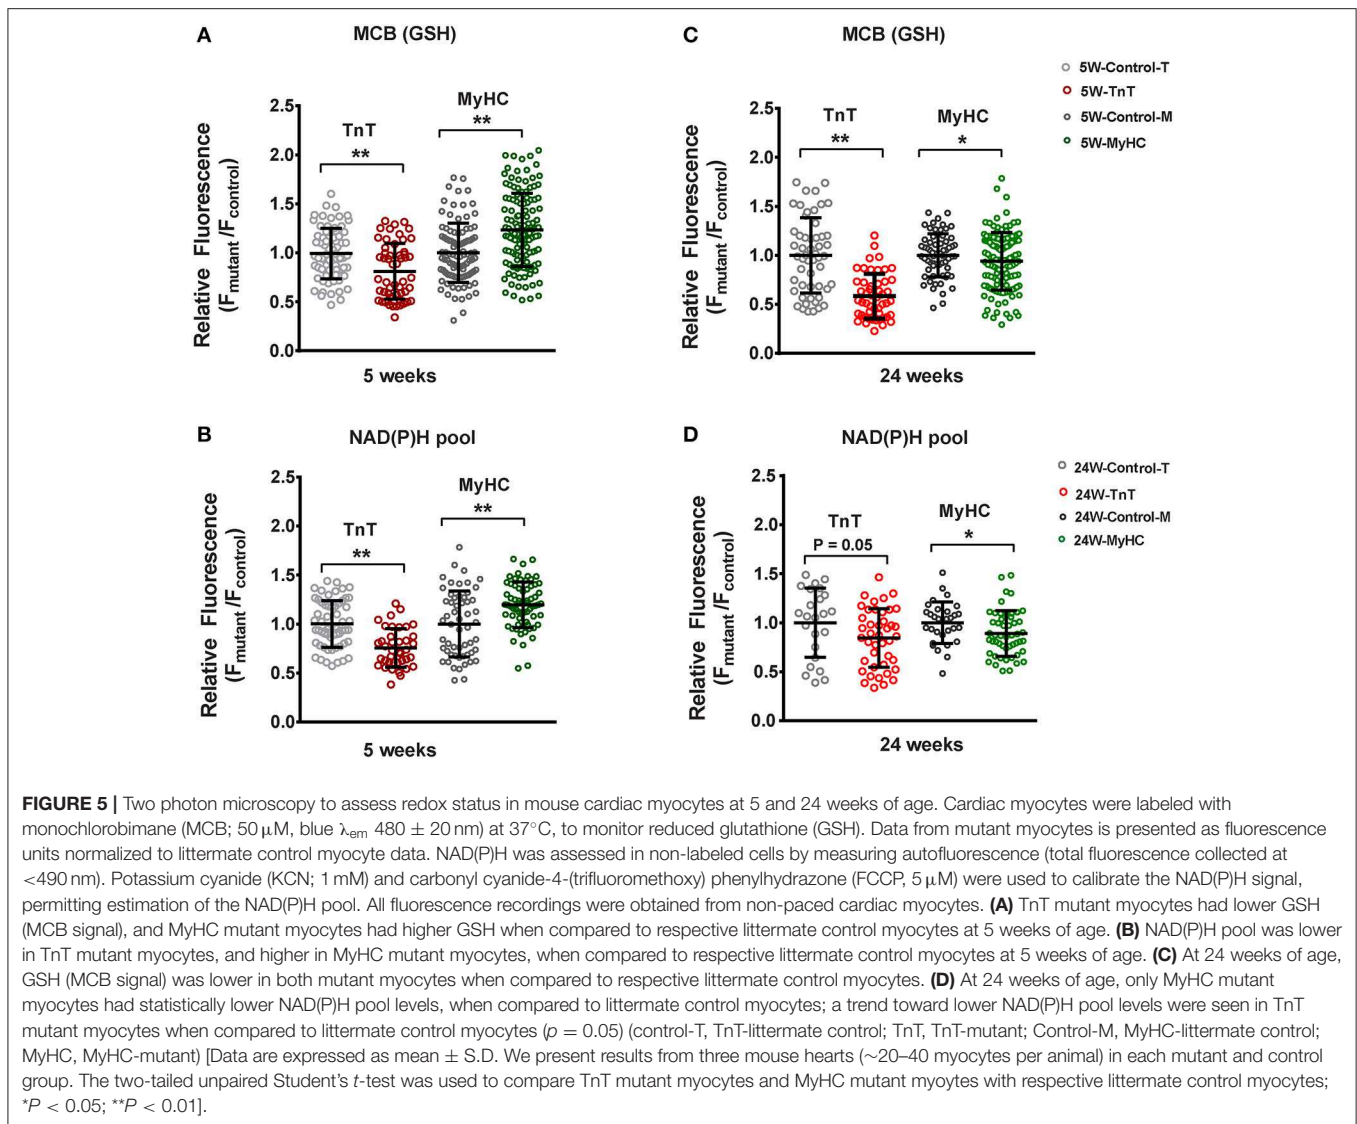 A
MCB (GSH)
Relative Fluorescence
(Fmutant /Fcontrol)
2.5
2.0
1.5
1.0
0.5
0.0
TnT
**
MyHC
**
5 weeks
C
MCB (GSH)
Relative Fluorescence
(Fmutant /Fcontrol)
2.5
2.0
1.5
1.0
0.5
0.0
TnT
**
MyHC
*
24 weeks
5W-Control-T
5W-TnT
5W-Control-M
5W-MyHC
B
NAD(P)H pool
Relative Fluorescence
(Fmutant /Fcontrol)
2.5
2.0
1.5
1.0
0.5
0.0
TnT
**
MyHC
**
5 weeks
D
NAD(P)H pool
Relative Fluorescence
(Fmutant /Fcontrol)
2.5
2.0
1.5
1.0
0.5
0.0
TnT
P = 0.05
MyHC
*
24 weeks
24W-Control-T
24W-TnT
24W-Control-M
24W-MyHC
FIGURE 5 | Two photon microscopy to assess redox status in mouse cardiac myocytes at 5 and 24 weeks of age. Cardiac myocytes were labeled with
monochlorobimane (MCB; 50 μM, blue λem 480 ± 20 nm) at 37°C, to monitor reduced glutathione (GSH). Data from mutant myocytes is presented as fluorescence
units normalized to littermate control myocyte data. NAD(P)H was assessed in non-labeled cells by measuring autofluorescence (total fluorescence collected at
<490 nm). Potassium cyanide (KCN; 1 mM) and carbonyl cyanide-4-(trifluoromethoxy) phenylhydrazone (FCCP, 5 μM) were used to calibrate the NAD(P)H signal,
permitting estimation of the NAD(P)H pool. All fluorescence recordings were obtained from non-paced cardiac myocytes. (A) TnT mutant myocytes had lower GSH
(MCB signal), and MyHC mutant myocytes had higher GSH when compared to respective littermate control myocytes at 5 weeks of age. (B) NAD(P)H pool was lower
in TnT mutant myocytes, and higher in MyHC mutant myocytes, when compared to respective littermate control myocytes at 5 weeks of age. (C) At 24 weeks of age,
GSH (MCB signal) was lower in both mutant myocytes when compared to respective littermate control myocytes. (D) At 24 weeks of age, only MyHC mutant
myocytes had statistically lower NAD(P)H pool levels, when compared to littermate control myocytes; a trend toward lower NAD(P)H pool levels were seen in TnT
mutant myocytes when compared to littermate control myocytes (p = 0.05) (control-T, TnT-littermate control; TnT, TnT-mutant; Control-M, MyHC-littermate control;
MyHC, MyHC-mutant) [Data are expressed as mean ± S.D. We present results from three mouse hearts (∼20–40 myocytes per animal) in each mutant and control
group. The two-tailed unpaired Student's t-test was used to compare TnT mutant myocytes and MyHC mutant myoytes with respective littermate control myocytes;
*P < 0.05; **P < 0.01].